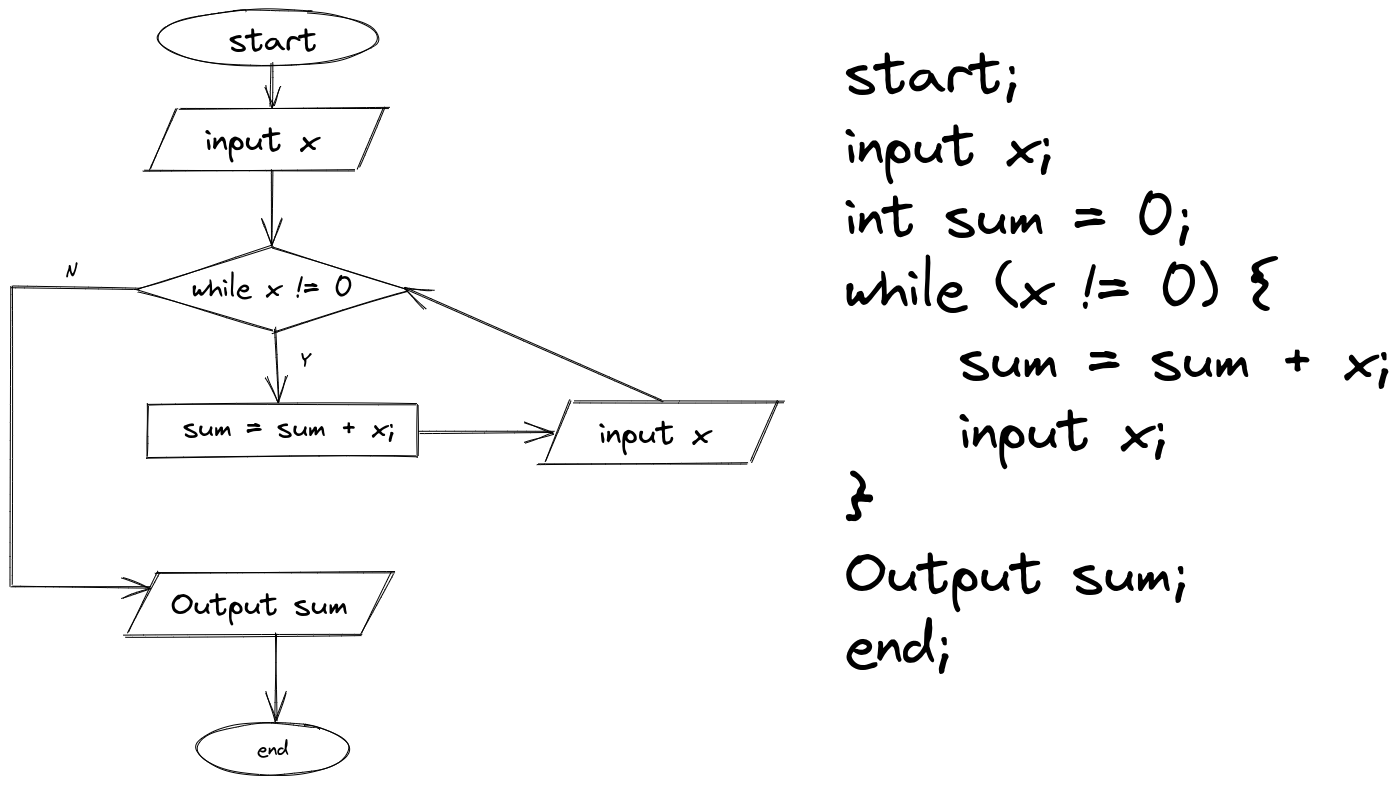 start
input x
while x != 0
N
Y
sum = sum + x;
input x
Output sum
end
start;
input x;
int sum = 0;
while (x != 0) {
sum = sum + x;
input x;
}
Output sum;
end;